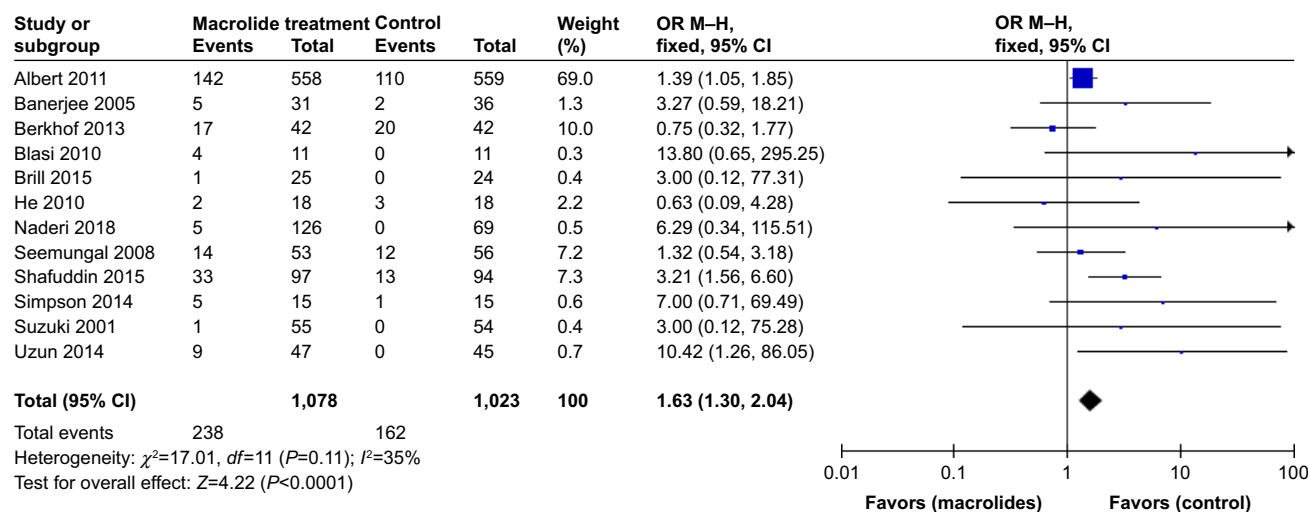 Study or subgroup Macrolide treatment Events Total Control Events Total Weight (%) OR M–H, fixed, 95% CI OR M–H, fixed, 95% CI
Albert 2011 142 558 110 559 69.0 1.39 (1.05, 1.85)
Banerjee 2005 5 31 2 36 1.3 3.27 (0.59, 18.21)
Berkhof 2013 17 42 20 42 10.0 0.75 (0.32, 1.77)
Blasi 2010 4 11 0 11 0.3 13.80 (0.65, 295.25)
Brill 2015 1 25 0 24 0.4 3.00 (0.12, 77.31)
He 2010 2 18 3 18 2.2 0.63 (0.09, 4.28)
Naderi 2018 5 126 0 69 0.5 6.29 (0.34, 115.51)
Seemungal 2008 14 53 12 56 7.2 1.32 (0.54, 3.18)
Shafuddin 2015 33 97 13 94 7.3 3.21 (1.56, 6.60)
Simpson 2014 5 15 1 15 0.6 7.00 (0.71, 69.49)
Suzuki 2001 1 55 0 54 0.4 3.00 (0.12, 75.28)
Uzun 2014 9 47 0 45 0.7 10.42 (1.26, 86.05)
Total (95% CI) 1,078 1,023 100 1.63 (1.30, 2.04)
Total events 238 162
Heterogeneity: χ²=17.01, df=11 (P=0.11); I²=35%
Test for overall effect: Z=4.22 (P<0.0001)
0.01 0.1 1 10 100
Favors (macrolides) Favors (control)